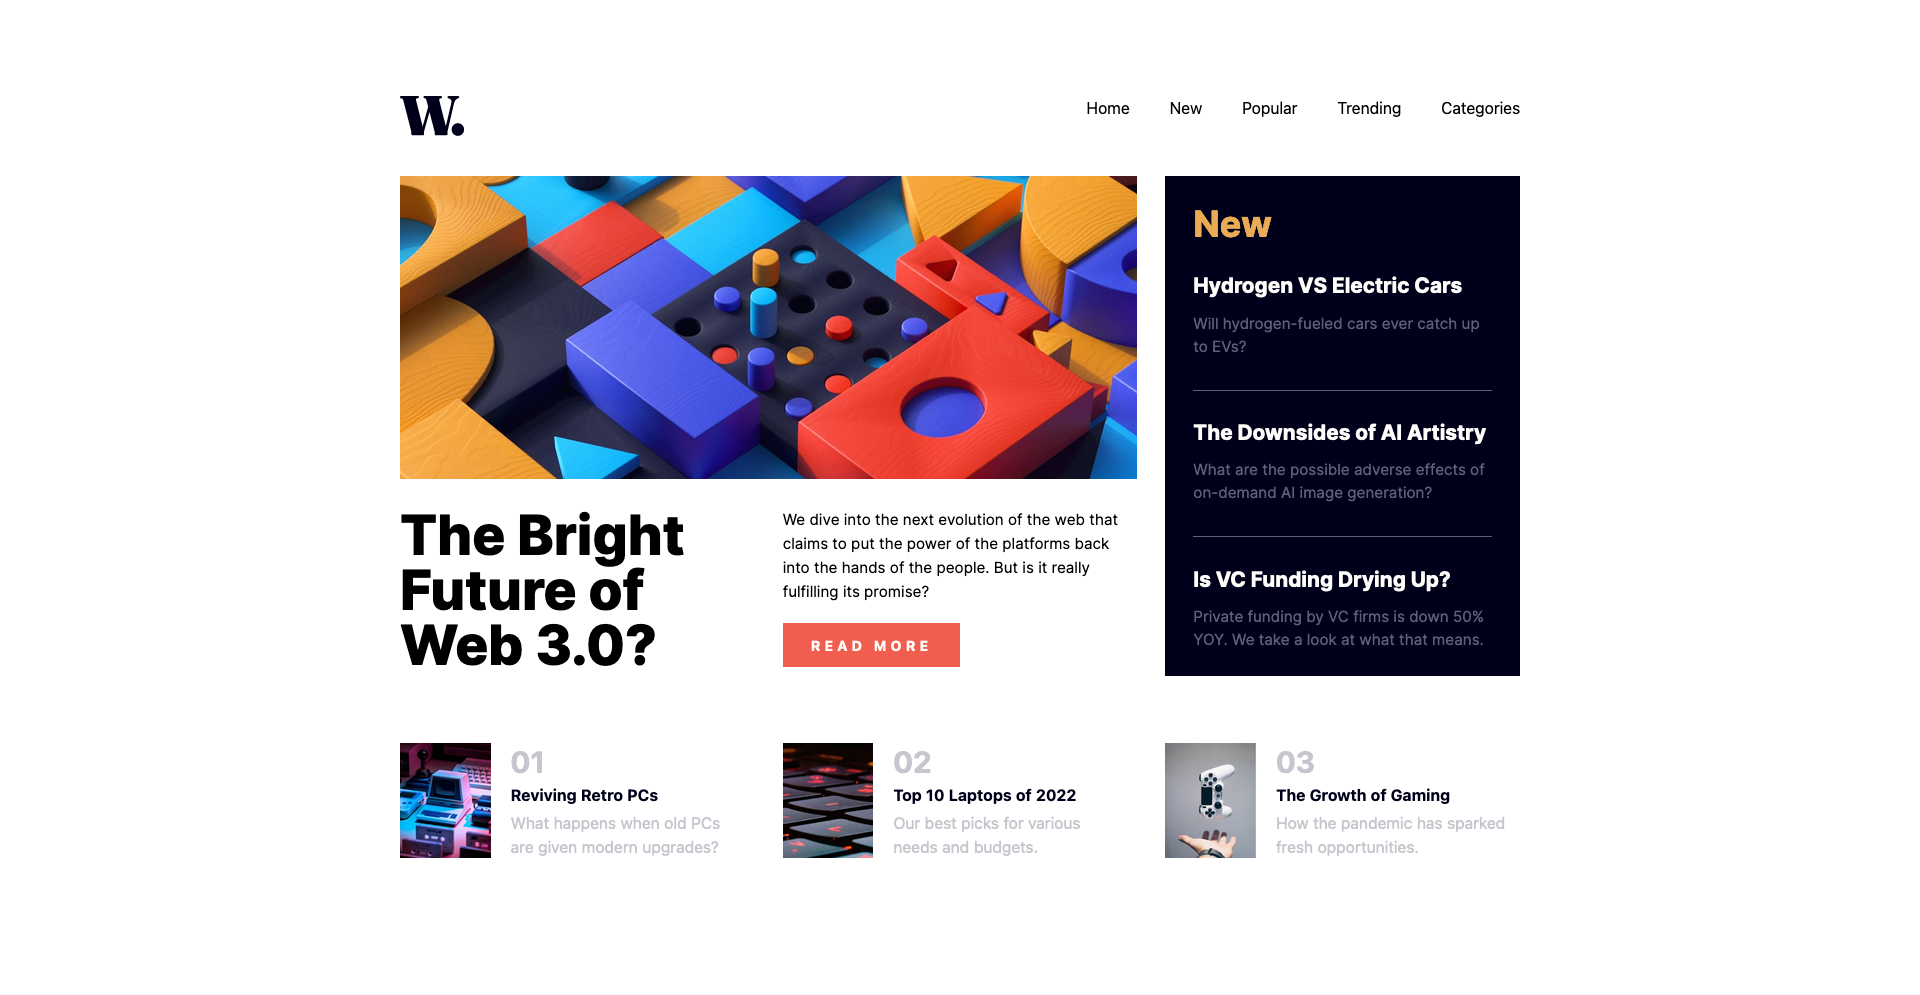 W.
Home New Popular Trending Categories
The Bright
Future of
Web 3.0?
We dive into the next evolution of the web that
claims to put the power of the platforms back
into the hands of the people. But is it really
fulfilling its promise?
READ MORE
New
Hydrogen VS Electric Cars
Will hydrogen-fueled cars ever catch up
to EVs?
The Downsides of AI Artistry
What are the possible adverse effects of
on-demand AI image generation?
Is VC Funding Drying Up?
Private funding by VC firms is down 50%
YOY. We take a look at what that means.
01
Reviving Retro PCs
What happens when old PCs
are given modern upgrades?
02
Top 10 Laptops of 2022
Our best picks for various
needs and budgets.
03
The Growth of Gaming
How the pandemic has sparked
fresh opportunities.